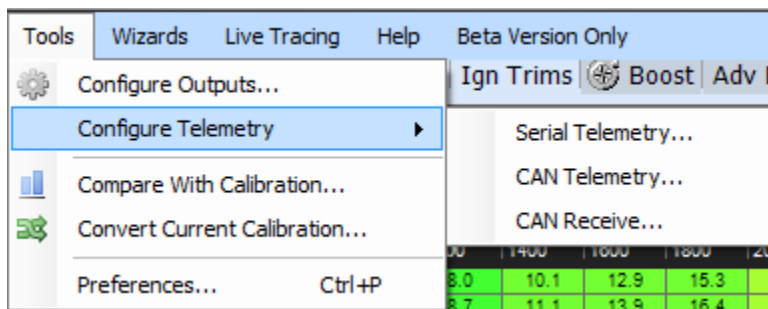 Tools Wizards Live Tracing Help Beta Version Only
Configure Outputs... Ign Trims Boost Adv
Configure Telemetry Serial Telemetry...
Compare With Calibration... CAN Telemetry...
Convert Current Calibration... CAN Receive...
1400 1600 1800
Preferences... Ctrl+P 8.0 10.1 12.9 15.3
8.7 11.1 13.9 16.4